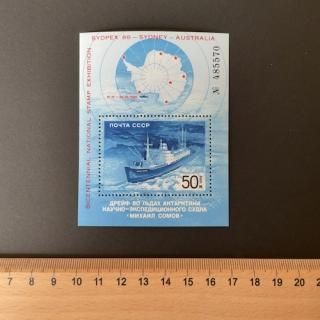 SYDPEX 88 – SYDNEY – AUSTRALIA
BICENTENNIAL NATIONAL STAMP EXHIBITION
№ 485570
ПОЧТА СССР
50
ДРЕЙФ ВО ЛЬДАХ АНТАРКТИКИ
НАУЧНО-ЭКСПЕДИЦИОННОГО СУДНА
«МИХАИЛ СОМОВ»
7 8 9 10 11 12 13 14 15 16 17 18 19 20